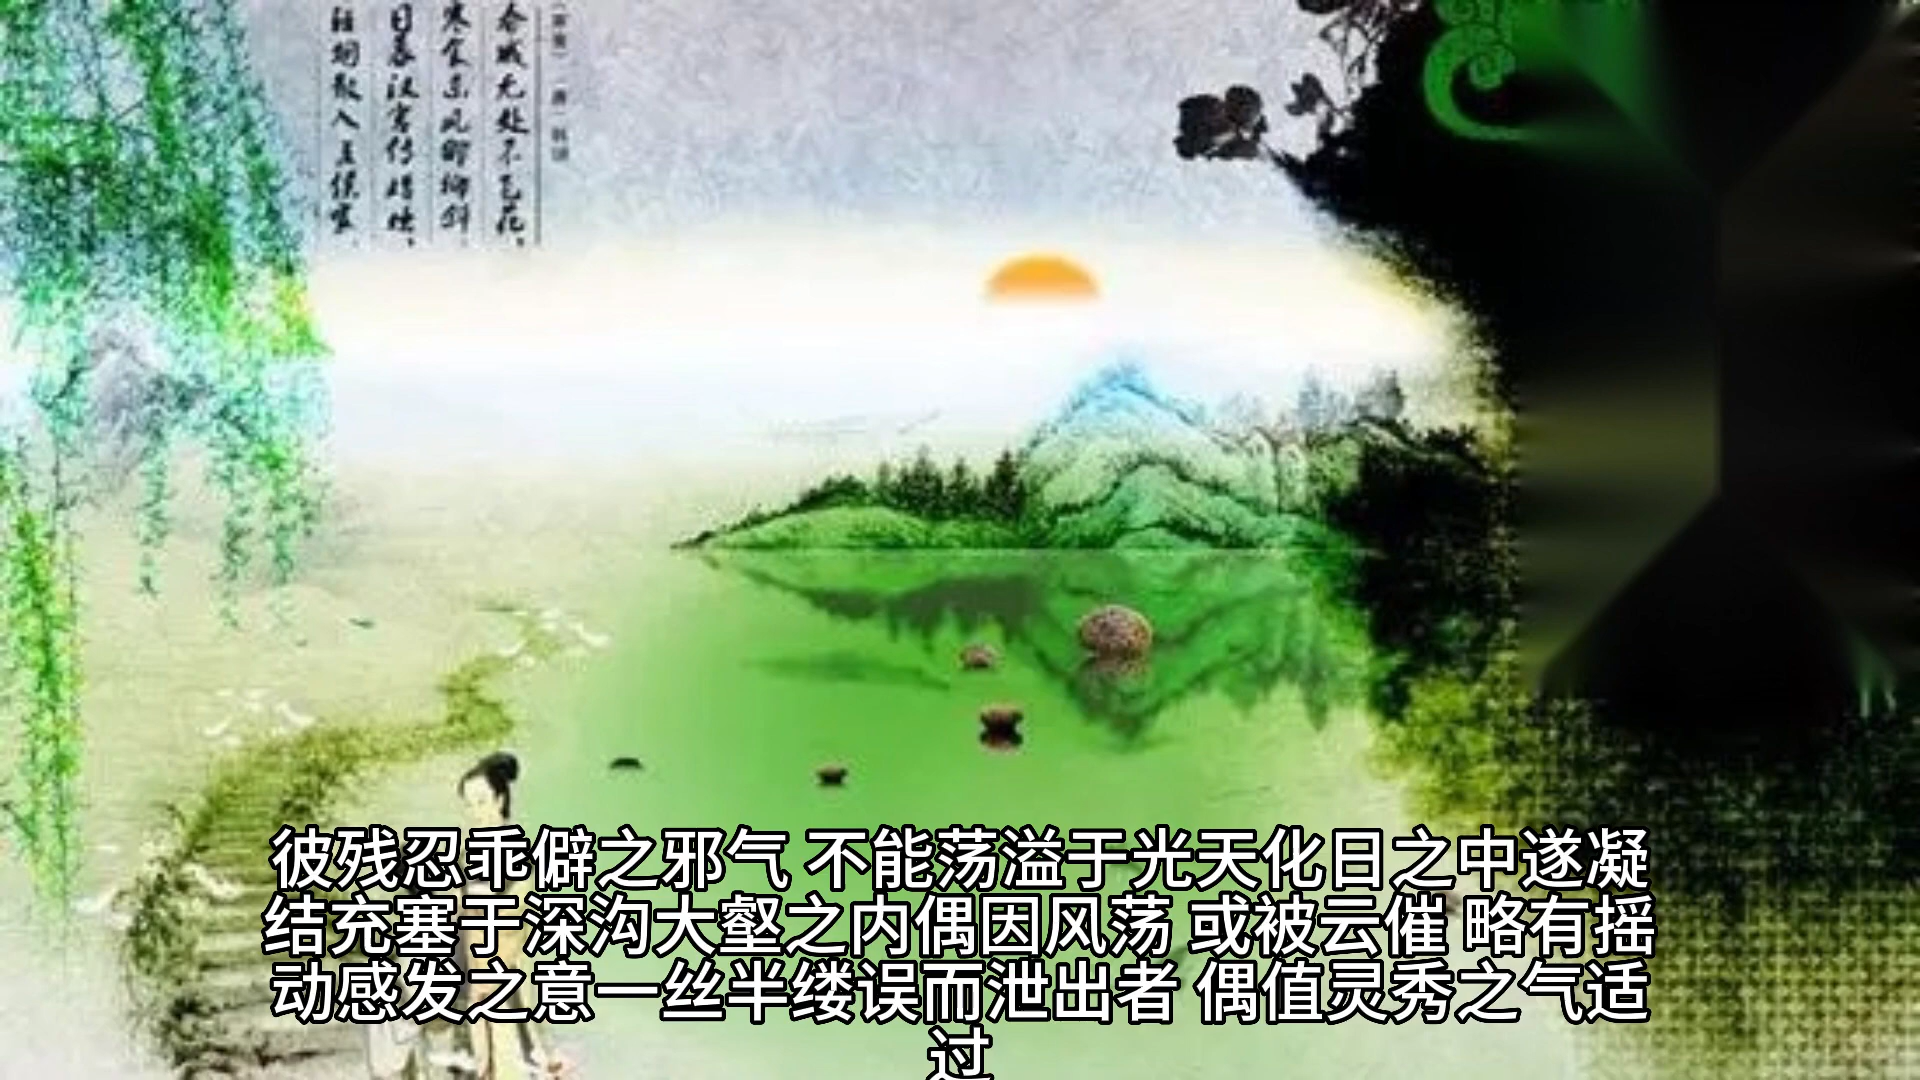 春城无处不飞花，
寒食东风御柳斜。
日暮汉宫传蜡烛，
轻烟散入五侯家。
彼残忍乖僻之邪气 不能荡溢于光天化日之中遂凝
结充塞于深沟大壑之内偶因风荡 或被云催 略有摇
动感发之意一丝半缕误而泄出者 偶值灵秀之气适
过